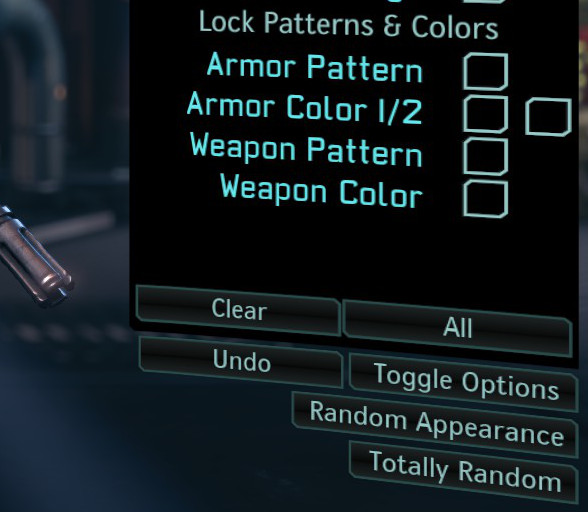 Lock Patterns & Colors
Armor Pattern
Armor Color 1/2
Weapon Pattern
Weapon Color
Clear
All
Undo
Toggle Options
Random Appearance
Totally Random